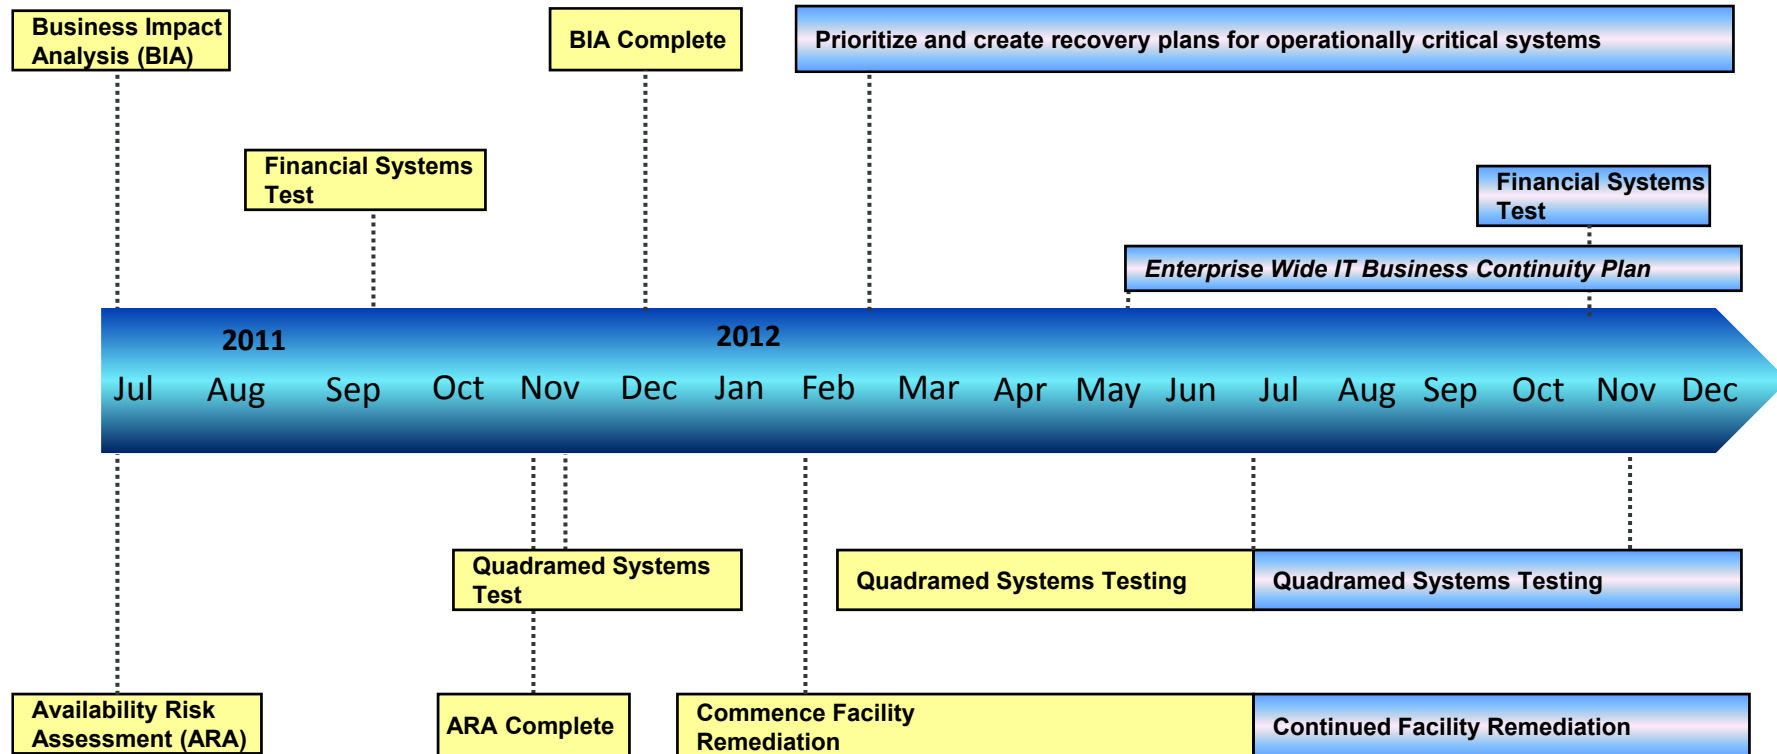 Business Impact
Analysis (BIA)
BIA Complete
Prioritize and create recovery plans for operationally critical systems
Financial Systems
Test
Financial Systems
Test
Enterprise Wide IT Business Continuity Plan
2011
2012
Jul Aug Sep Oct Nov Dec Jan Feb Mar Apr May Jun Jul Aug Sep Oct Nov Dec
Quadramed Systems
Test
Quadramed Systems Testing
Quadramed Systems Testing
Availability Risk
Assessment (ARA)
ARA Complete
Commence Facility
Remediation
Continued Facility Remediation